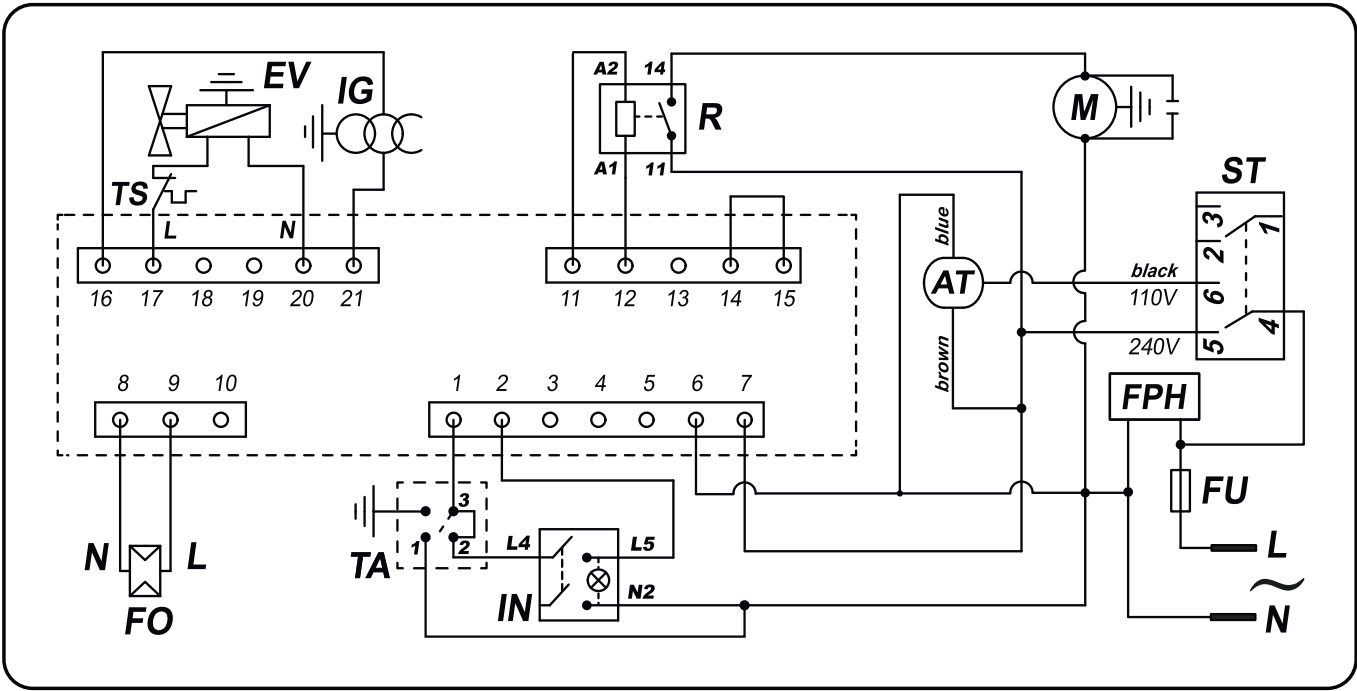 EV
IG
A2 14
R
M
A1 11
TS
L N
ST
3
1
2
6
4
5
blue
AT
black
110V
240V
brown
16 17 18 19 20 21
11 12 13 14 15
8 9 10
1 2 3 4 5 6 7
FPH
FU
3
1 2
TA
L4 L5
IN
N2
N L
FO
L
~
N